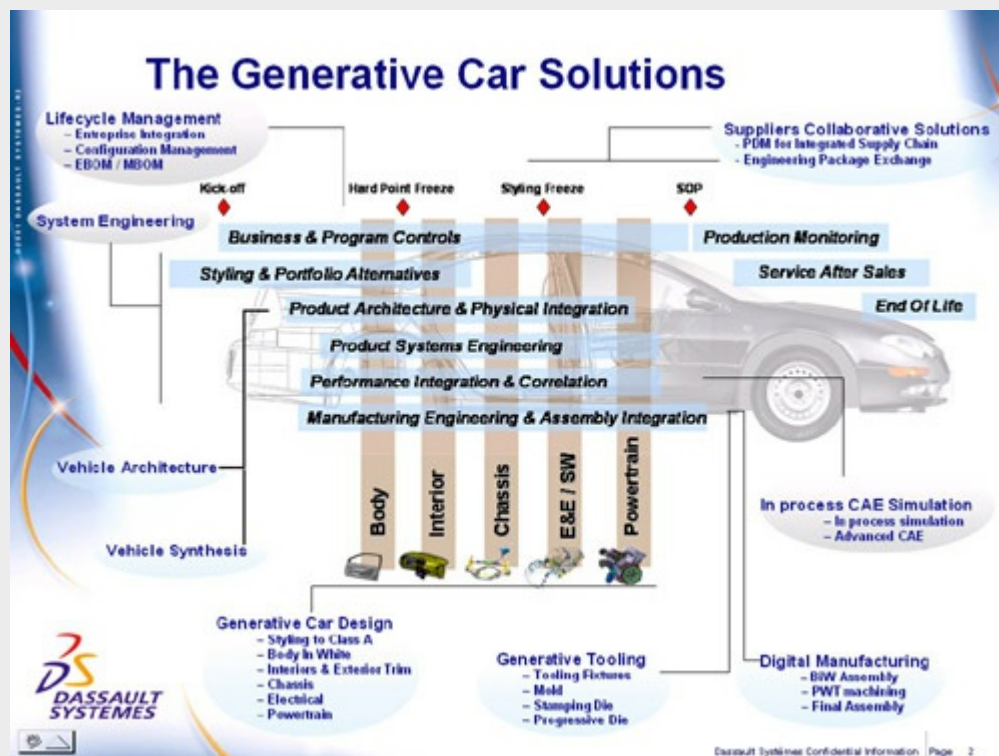 The Generative Car Solutions
Lifecycle Management
– Entreprise Integration
– Configuration Management
– EBOM / MBOM
Suppliers Collaborative Solutions
- PDM for Integrated Supply Chain
- Engineering Package Exchange
Kick-off
Hard Point Freeze
Styling Freeze
SOP
System Engineering
Business & Program Controls
Production Monitoring
Styling & Portfolio Alternatives
Service After Sales
Product Architecture & Physical Integration
End Of Life
Product Systems Engineering
Performance Integration & Correlation
Manufacturing Engineering & Assembly Integration
Vehicle Architecture
Vehicle Synthesis
Body
Interior
Chassis
E&E / SW
Powertrain
In process CAE Simulation
– In process simulation
– Advanced CAE
Generative Car Design
– Styling to Class A
– Body In White
– Interiors & Exterior Trim
– Chassis
– Electrical
– Powertrain
Generative Tooling
– Tooling Fixtures
– Mold
– Stamping Die
– Progressive Die
Digital Manufacturing
– BiW Assembly
– PWT machining
– Final Assembly
DASSAULT
SYSTEMES
Dassault Systèmes Confidential Information | Page 2